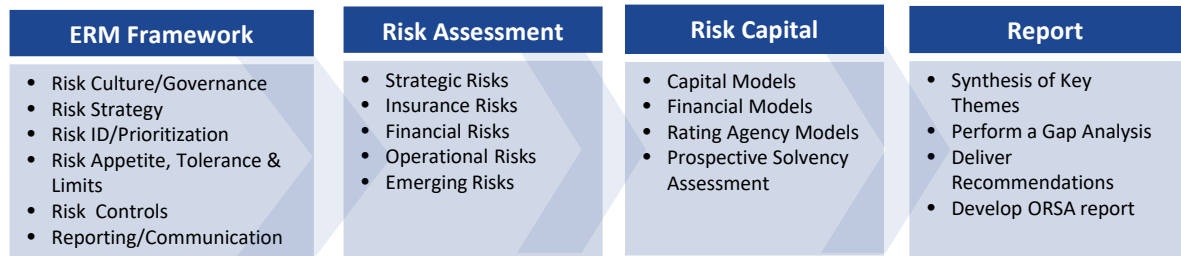 ERM Framework
• Risk Culture/Governance
• Risk Strategy
• Risk ID/Prioritization
• Risk Appetite, Tolerance &
Limits
• Risk Controls
• Reporting/Communication
Risk Assessment
• Strategic Risks
• Insurance Risks
• Financial Risks
• Operational Risks
• Emerging Risks
Risk Capital
• Capital Models
• Financial Models
• Rating Agency Models
• Prospective Solvency
Assessment
Report
• Synthesis of Key
Themes
• Perform a Gap Analysis
• Deliver
Recommendations
• Develop ORSA report